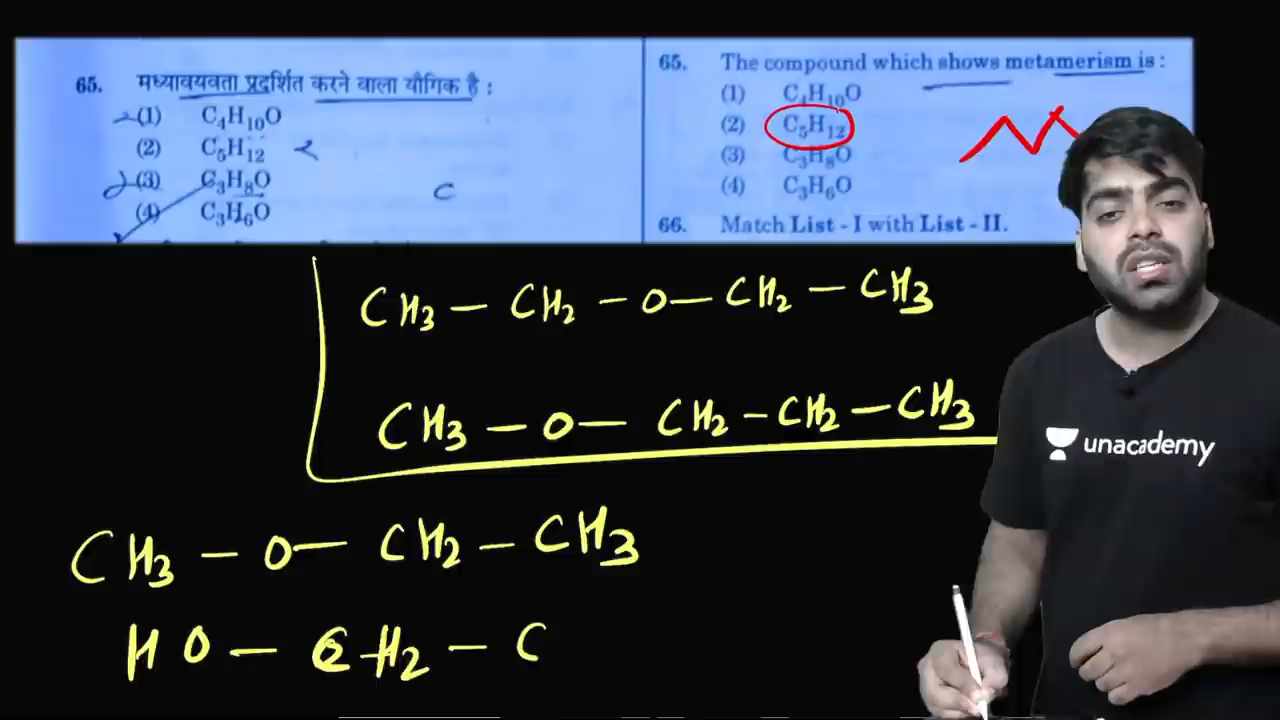 65. मध्यावयवता प्रदर्शित करने वाला यौगिक है :
(1) C₄H₁₀O
(2) C₅H₁₂
(3) C₃H₈O
(4) C₃H₆O
C
65. The compound which shows metamerism is :
(1) C₄H₁₀O
(2) C₅H₁₂
(3) C₃H₈O
(4) C₃H₆O
66. Match List - I with List - II.
CH₃ — CH₂ — O — CH₂ — CH₃
CH₃ — O — CH₂ — CH₂ — CH₃
CH₃ — O — CH₂ — CH₃
HO — CH₂ — C
unacademy